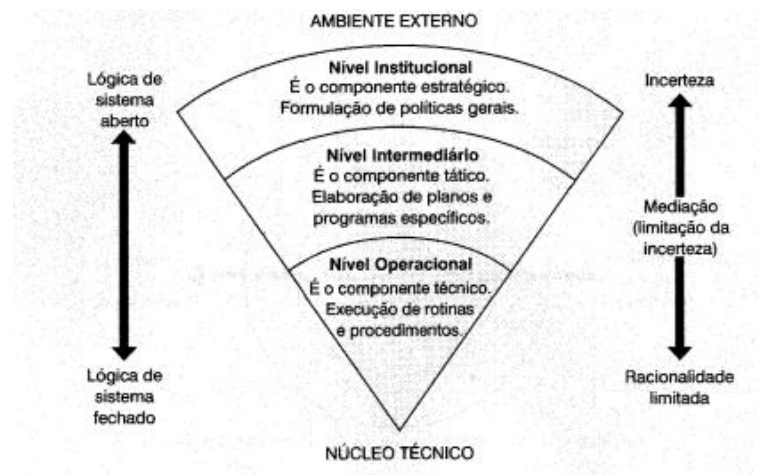 AMBIENTE EXTERNO
Lógica de
sistema
aberto
Nível Institucional
É o componente estratégico.
Formulação de políticas gerais.
Incerteza
Nível Intermediário
É o componente tático.
Elaboração de planos e
programas específicos.
Mediação
(limitação da
incerteza)
Nível Operacional
É o componente técnico.
Execução de rotinas
e procedimentos.
Lógica de
sistema
fechado
Racionalidade
limitada
NÚCLEO TÉCNICO